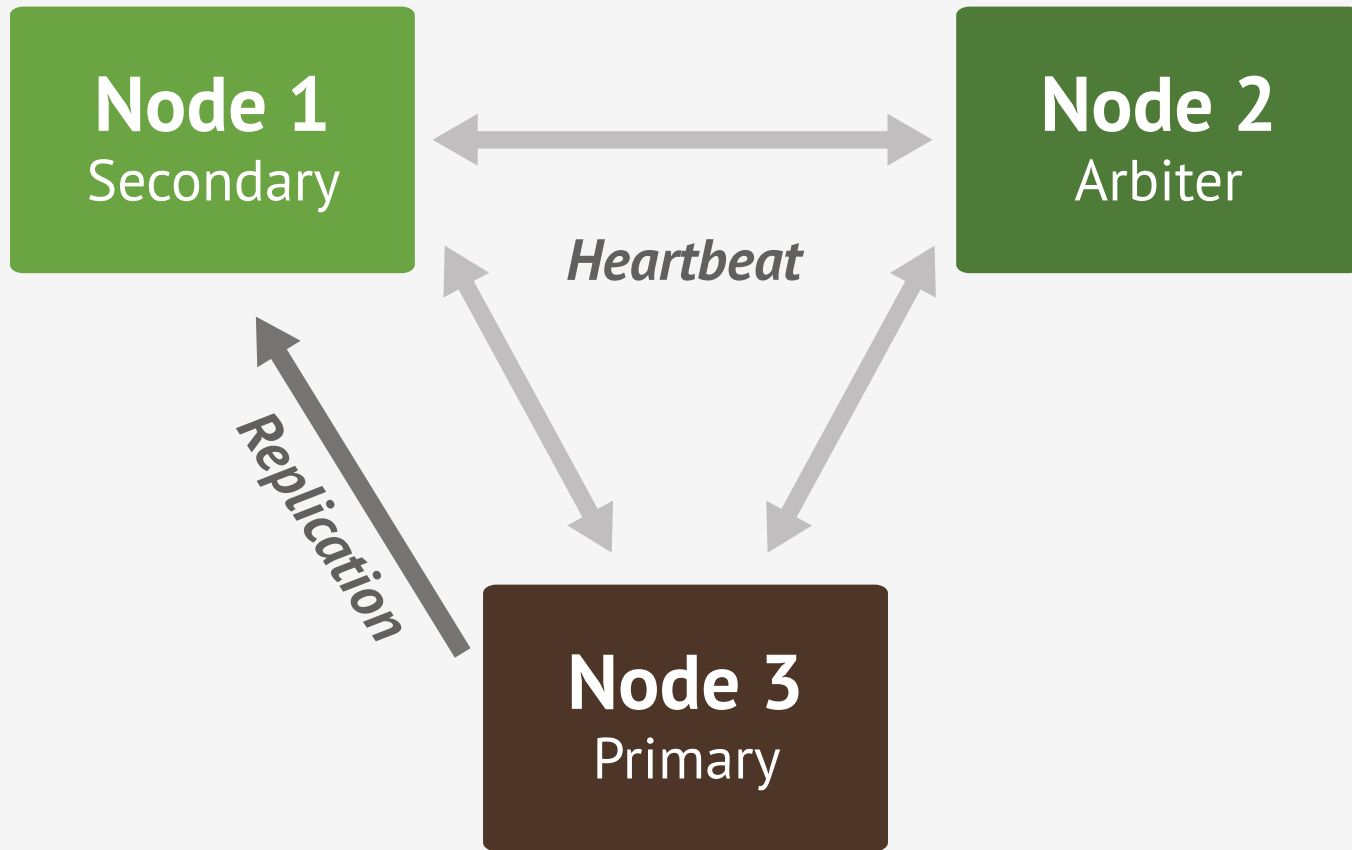 Node 1
Secondary
Node 2
Arbiter
Heartbeat
Replication
Node 3
Primary